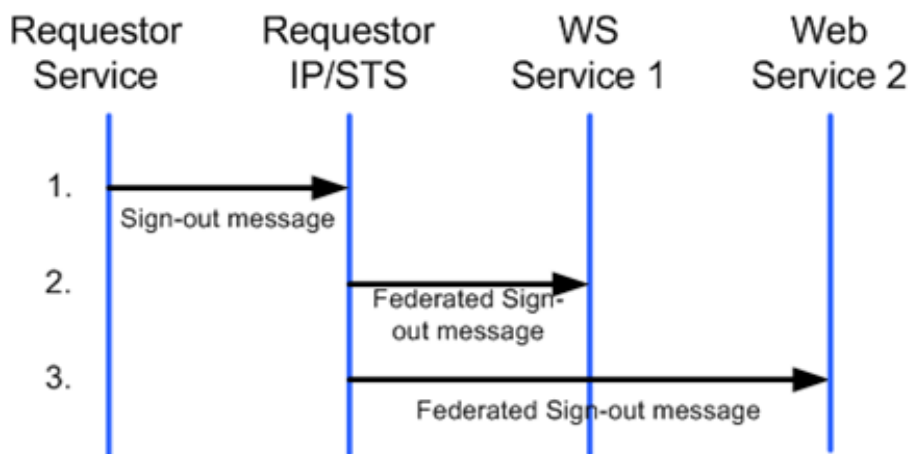 Requestor Service
Requestor IP/STS
WS Service 1
Web Service 2
1.
Sign-out message
2.
Federated Sign-
out message
3.
Federated Sign-out message